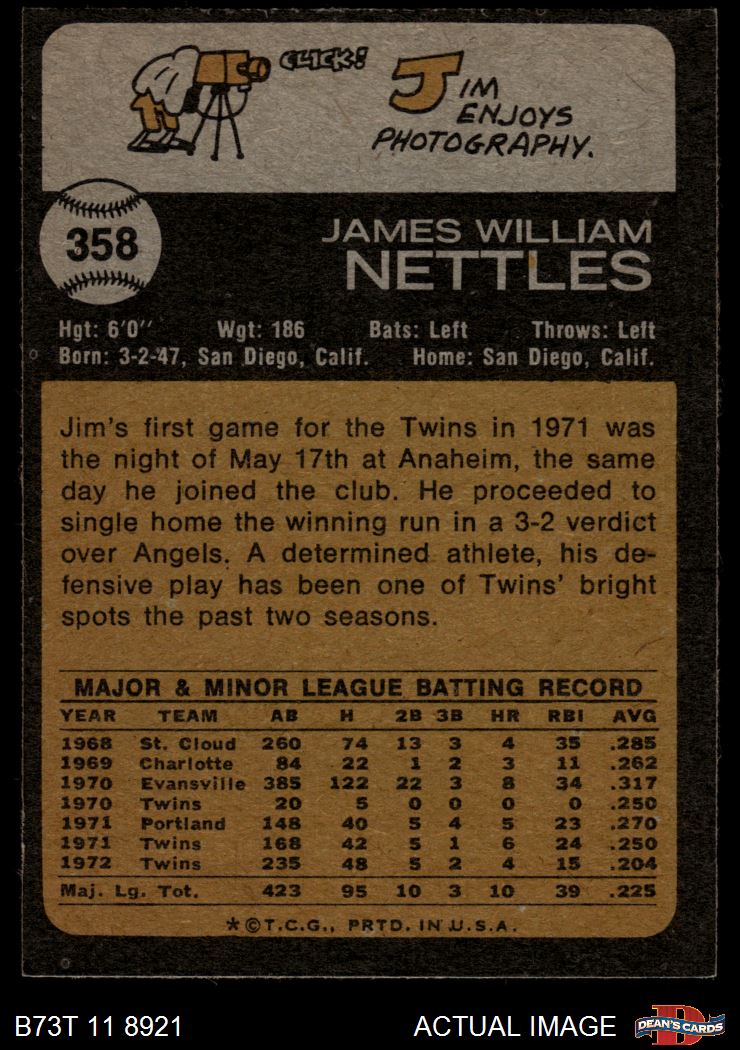 CLICK!
JIM
ENJOYS
PHOTOGRAPHY.
358
JAMES WILLIAM
NETTLES
Hgt: 6'0" Wgt: 186 Bats: Left Throws: Left
Born: 3-2-47, San Diego, Calif. Home: San Diego, Calif.
Jim's first game for the Twins in 1971 was
the night of May 17th at Anaheim, the same
day he joined the club. He proceeded to
single home the winning run in a 3-2 verdict
over Angels. A determined athlete, his de-
fensive play has been one of Twins' bright
spots the past two seasons.
MAJOR & MINOR LEAGUE BATTING RECORD
YEAR TEAM AB H 2B 3B HR RBI AVG
1968 St. Cloud 260 74 13 3 4 35 .285
1969 Charlotte 84 22 1 2 3 11 .262
1970 Evansville 385 122 22 3 8 34 .317
1970 Twins 20 5 0 0 0 0 .250
1971 Portland 148 40 5 4 5 23 .270
1971 Twins 168 42 5 1 6 24 .250
1972 Twins 235 48 5 2 4 15 .204
Maj. Lg. Tot. 423 95 10 3 10 39 .225
*©T.C.G., PRTD. IN U.S.A.
B73T 11 8921 ACTUAL IMAGE D DEAN'S CARDS